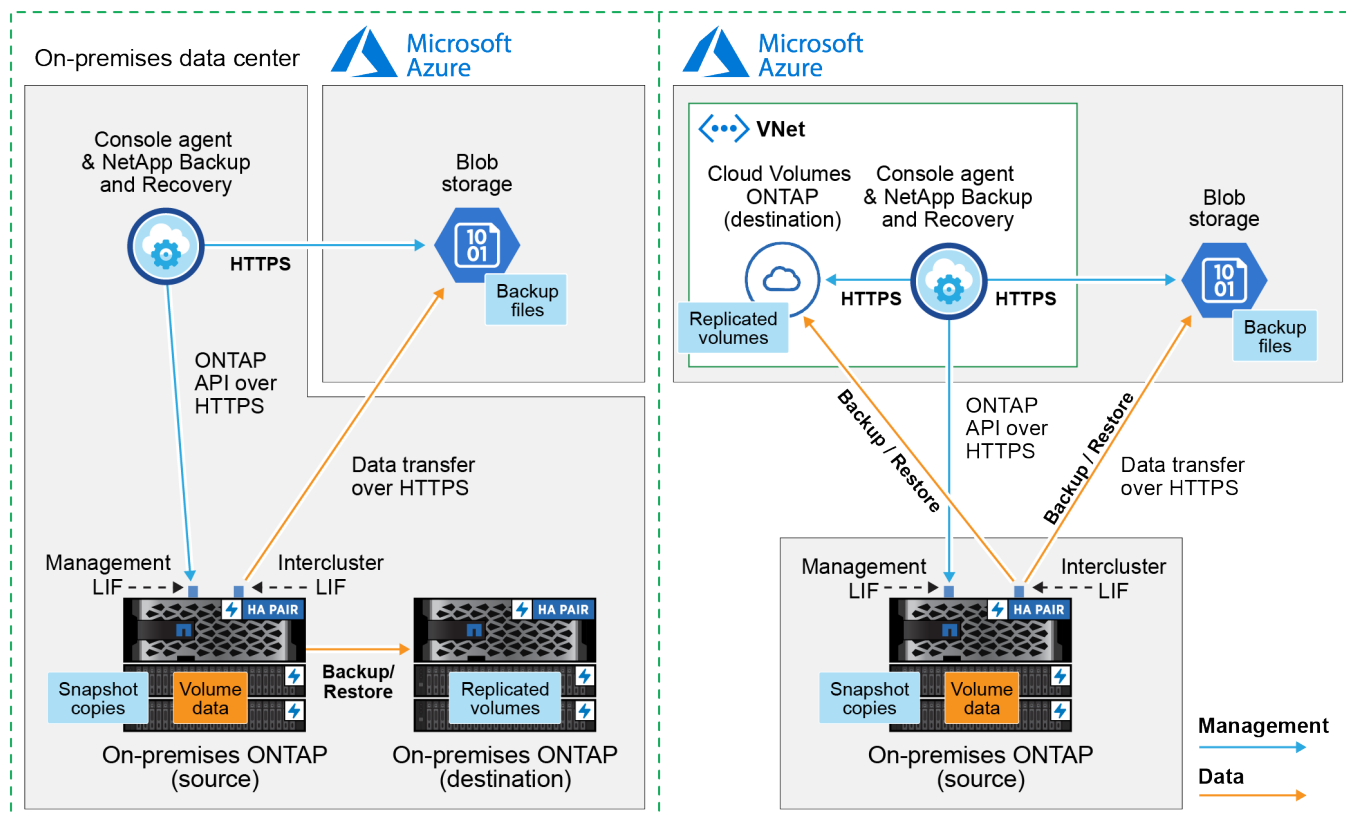 On-premises data center
Microsoft
Azure
Console agent
& NetApp Backup
and Recovery
Blob
storage
10
01
HTTPS
Backup
files
ONTAP
API over
HTTPS
Data transfer
over HTTPS
Management
LIF
Intercluster
LIF
HA PAIR
HA PAIR
Backup/
Restore
Snapshot
copies
Volume
data
Replicated
volumes
On-premises ONTAP
(source)
On-premises ONTAP
(destination)
Microsoft
Azure
VNet
Cloud Volumes
ONTAP
(destination)
Console agent
& NetApp Backup
and Recovery
Blob
storage
10
01
HTTPS
HTTPS
Replicated
volumes
Backup
files
Backup / Restore
ONTAP
API over
HTTPS
Backup / Restore
Data transfer
over HTTPS
Management
LIF
Intercluster
LIF
HA PAIR
Snapshot
copies
Volume
data
On-premises ONTAP
(source)
Management
Data